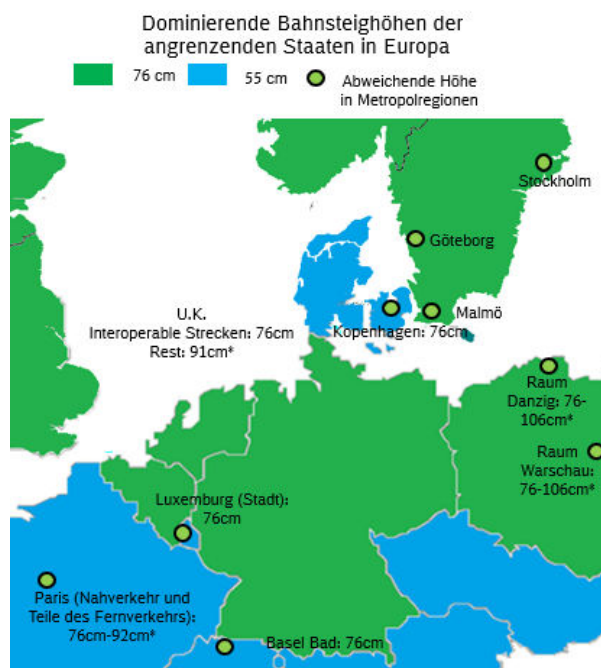 Dominierende Bahnsteighöhen der
angrenzenden Staaten in Europa
76 cm
55 cm
Abweichende Höhe
in Metropolregionen
Stockholm
Göteborg
U.K.
Interoperable Strecken: 76cm
Rest: 91cm*
Malmö
Kopenhagen: 76cm
Raum
Danzig: 76-
106cm*
Raum
Warschau:
76-106cm*
Luxemburg (Stadt):
76cm
Paris (Nahverkehr und
Teile des Fernverkehrs):
76cm-92cm*
Basel Bad: 76cm